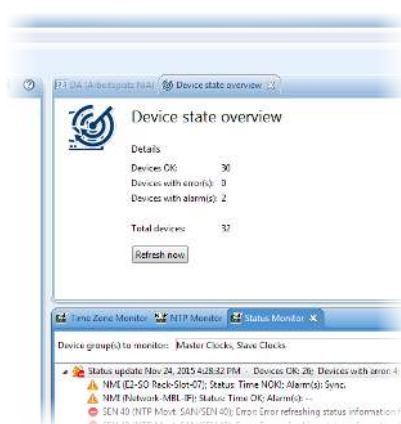 DA (Arbeitsplatz NIA) Device state overview
Device state overview
Details
Devices OK: 30
Devices with error(s): 0
Devices with alarm(s): 2
Total devices: 32
Refresh now
Time Zone Monitor NTP Monitor Status Monitor
Device group(s) to monitor: Master Clocks, Slave Clocks
Status update Nov 24, 2015 4:28:32 PM - Devices OK: 26; Devices with error: 4
NMI (E2-SO Rack-Slot-07); Status: Time NOK; Alarm(s): Sync.
NMI (Network-MBL-IF); Status: Time OK; Alarm(s): --
SEN 40 (NTP Movt. SAN/SEN 40); Error: Error refreshing status information